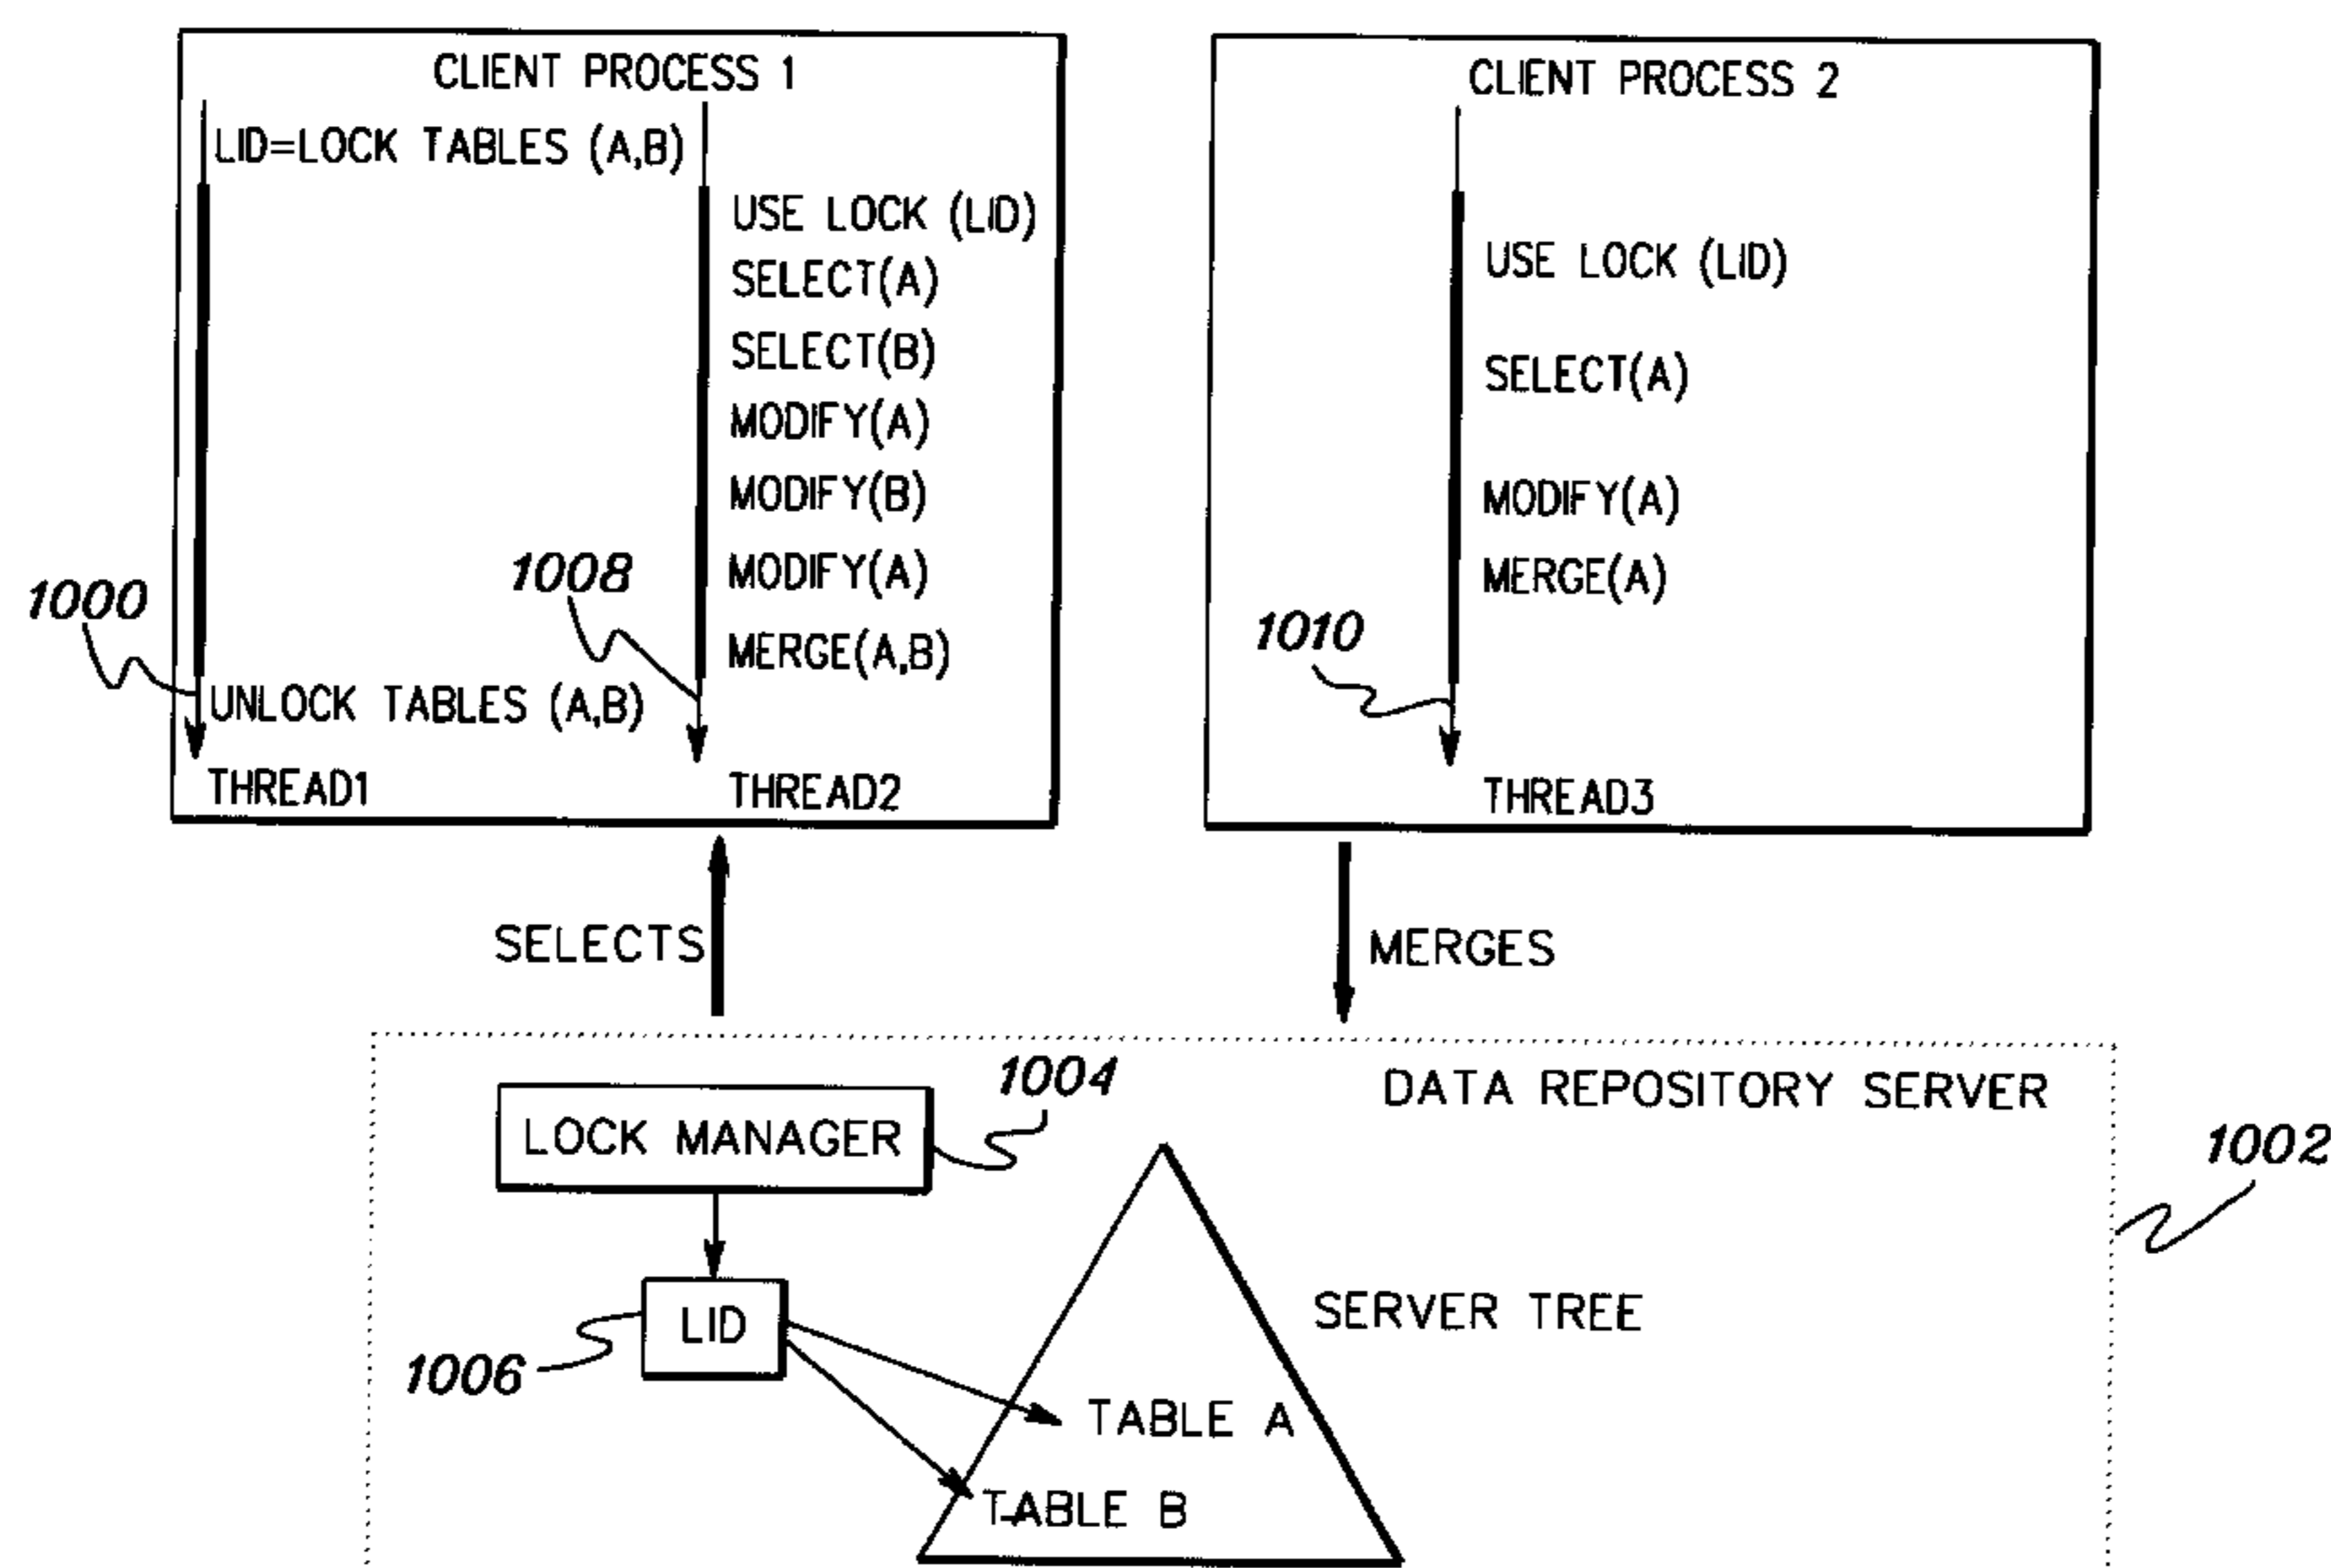 CLIENT PROCESS 1
LID=LOCK TABLES (A,B)
USE LOCK (LID)
SELECT(A)
SELECT(B)
MODIFY(A)
MODIFY(B)
MODIFY(A)
MERGE(A,B)
1000
1008
UNLOCK TABLES (A,B)
THREAD1
THREAD2
CLIENT PROCESS 2
USE LOCK (LID)
SELECT(A)
MODIFY(A)
MERGE(A)
1010
THREAD3
SELECTS
MERGES
DATA REPOSITORY SERVER
1002
LOCK MANAGER
1004
LID
1006
SERVER TREE
TABLE A
TABLE B